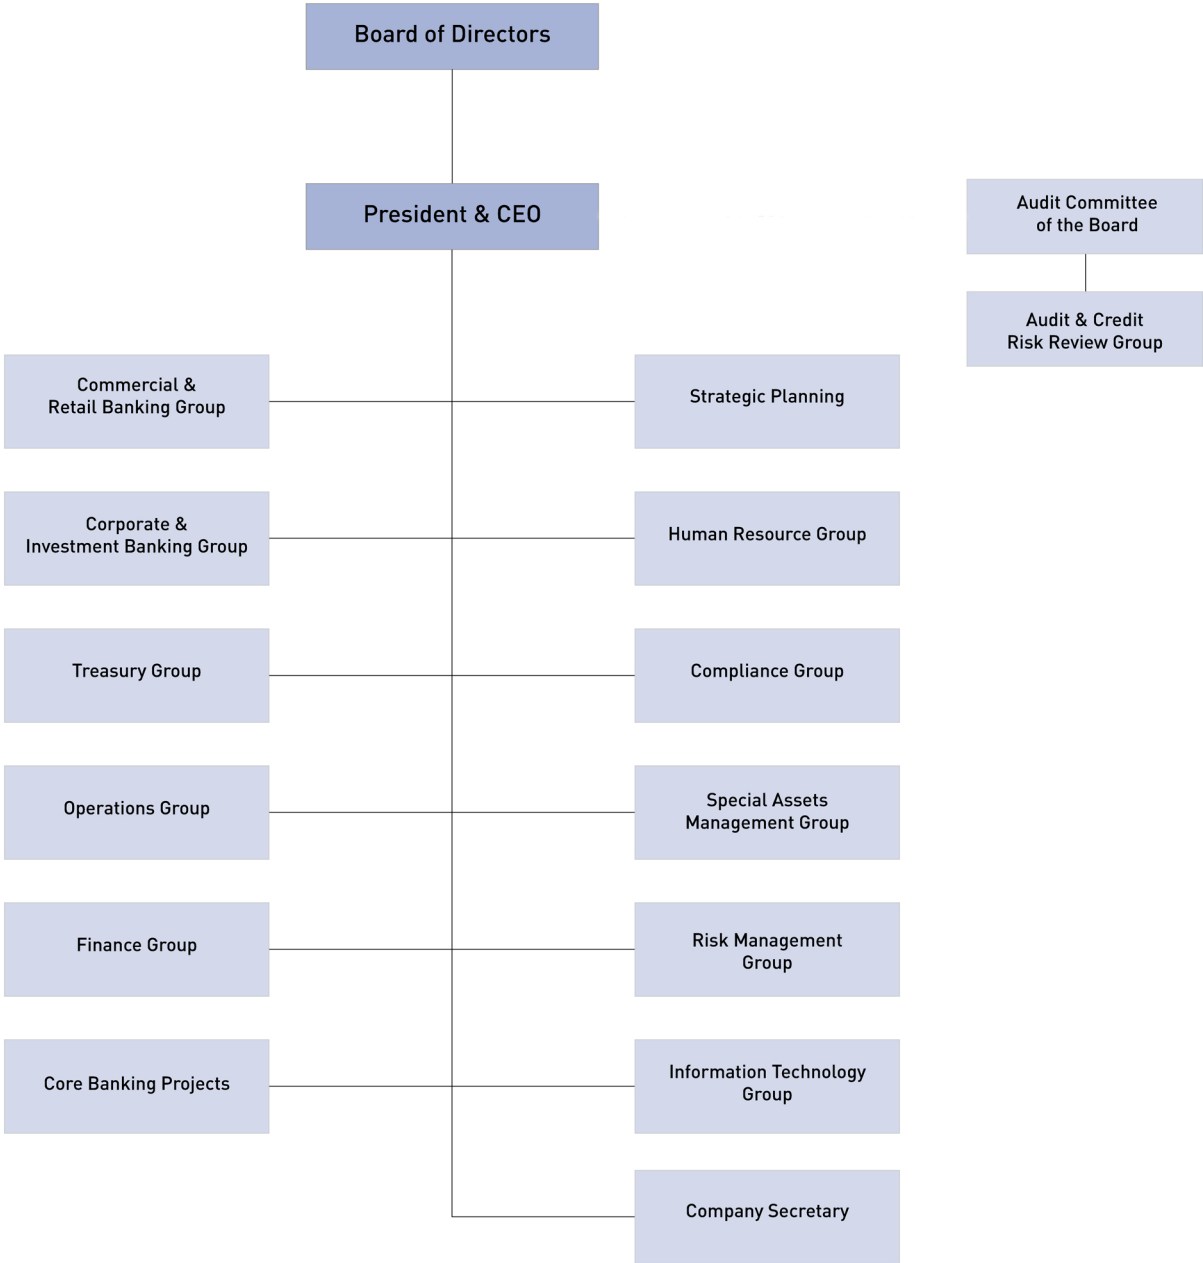 Board of Directors
President & CEO
Audit Committee
of the Board
Audit & Credit
Risk Review Group
Commercial &
Retail Banking Group
Strategic Planning
Corporate &
Investment Banking Group
Human Resource Group
Treasury Group
Compliance Group
Operations Group
Special Assets
Management Group
Finance Group
Risk Management
Group
Core Banking Projects
Information Technology
Group
Company Secretary